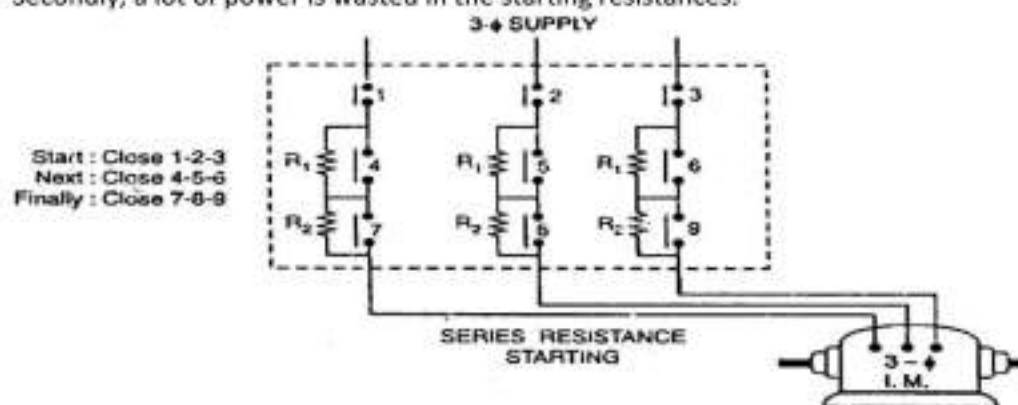 Secondly, a lot of power is wasted in the starting resistances.
3-ϕ SUPPLY
1 2 3
Start : Close 1-2-3
Next : Close 4-5-6
Finally : Close 7-8-9
R₁ 4 R₁ 5 R₁ 6
R₂ 7 R₂ R₂ 9
SERIES RESISTANCE
STARTING
3-ϕ
I. M.